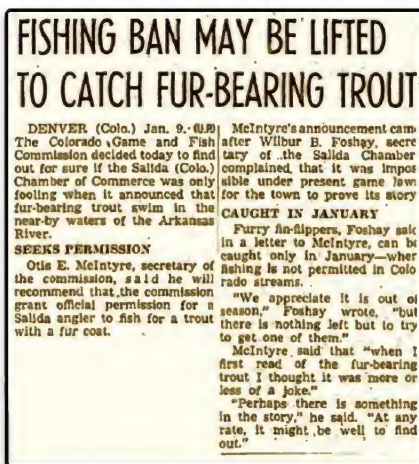 FISHING BAN MAY BE LIFTED
TO CATCH FUR-BEARING TROUT
DENVER (Colo.) Jan. 9. (U.P.)
The Colorado Game and Fish
Commission decided today to find
out for sure if the Salida (Colo.)
Chamber of Commerce was only
fooling when it announced that
fur-bearing trout swim in the
near-by waters of the Arkansas
River.
SEEKS PERMISSION
Otis E. McIntyre, secretary of
the commission, said he will
recommend that the commission
grant official permission for a
Salida angler to fish for a trout
with a fur coat.
McIntyre's announcement cam
after Wilbur B. Foshay, secre
tary of the Salida Chamber
complained that it was impos
sible under present game law
for the town to prove its story
CAUGHT IN JANUARY
Furry fin-flippers, Foshay sai
in a letter to McIntyre, can b
caught only in January—wher
fishing is not permitted in Colo
rado streams.
"We appreciate it is out o
season," Foshay wrote, "but
there is nothing left but to try
to get one of them."
McIntyre said that "when I
first read of the fur-bearing
trout I thought it was more or
less of a joke."
"Perhaps there is something
in the story," he said. "At any
rate, it might be well to find
out."